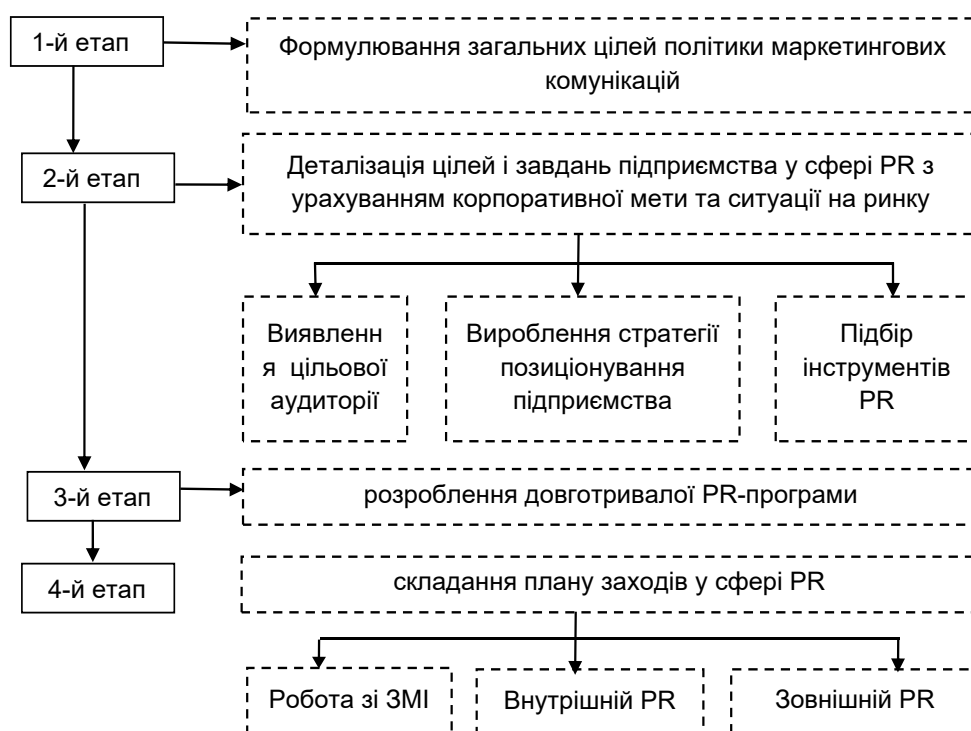 1-й етап
Формулювання загальних цілей політики маркетингових
комунікацій
2-й етап
Деталізація цілей і завдань підприємства у сфері PR з
урахуванням корпоративної мети та ситуації на ринку
Виявленн
я цільової
аудиторії
Вироблення стратегії
позиціонування
підприємства
Підбір
інструментів
PR
3-й етап
розроблення довготривалої PR-програми
4-й етап
складання плану заходів у сфері PR
Робота зі ЗМІ
Внутрішній PR
Зовнішній PR